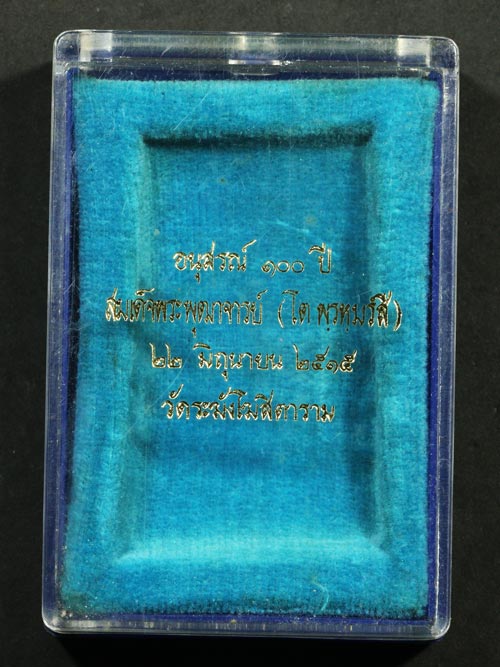 อนุสรณ์ ๑๐๐ ปี
สมเด็จพระพุฒาจารย์ (โต พฺรหฺมรํสี)
๒๒ มิถุนายน ๒๕๑๕
วัดระฆังโฆสิตาราม